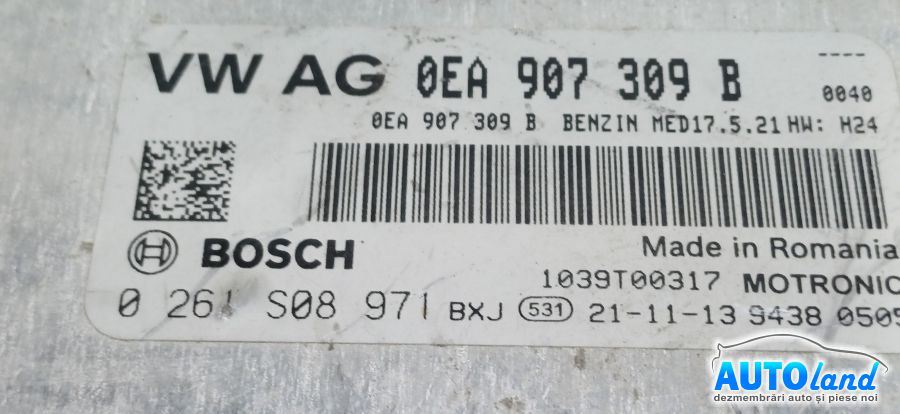 VW AG 0EA 907 309 B
----
0040
0EA 907 309 B BENZIN MED17.5.21 HW: H24
BOSCH
Made in Romania
1039T00317 MOTRONIC
0 261 S08 971 BXJ 531 21-11-13 9438 0505
AUTOland
dezmembrări auto și piese noi